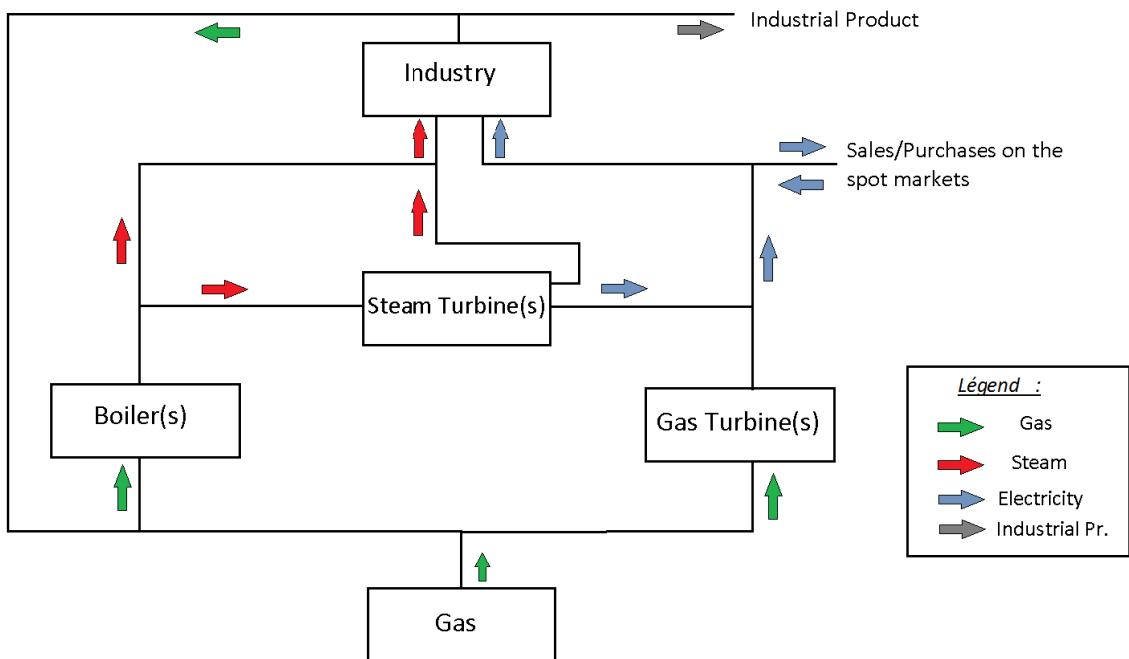 Industrial Product
Industry
Sales/Purchases on the
spot markets
Steam Turbine(s)
Boiler(s)
Gas Turbine(s)
Légend :
Gas
Steam
Electricity
Industrial Pr.
Gas